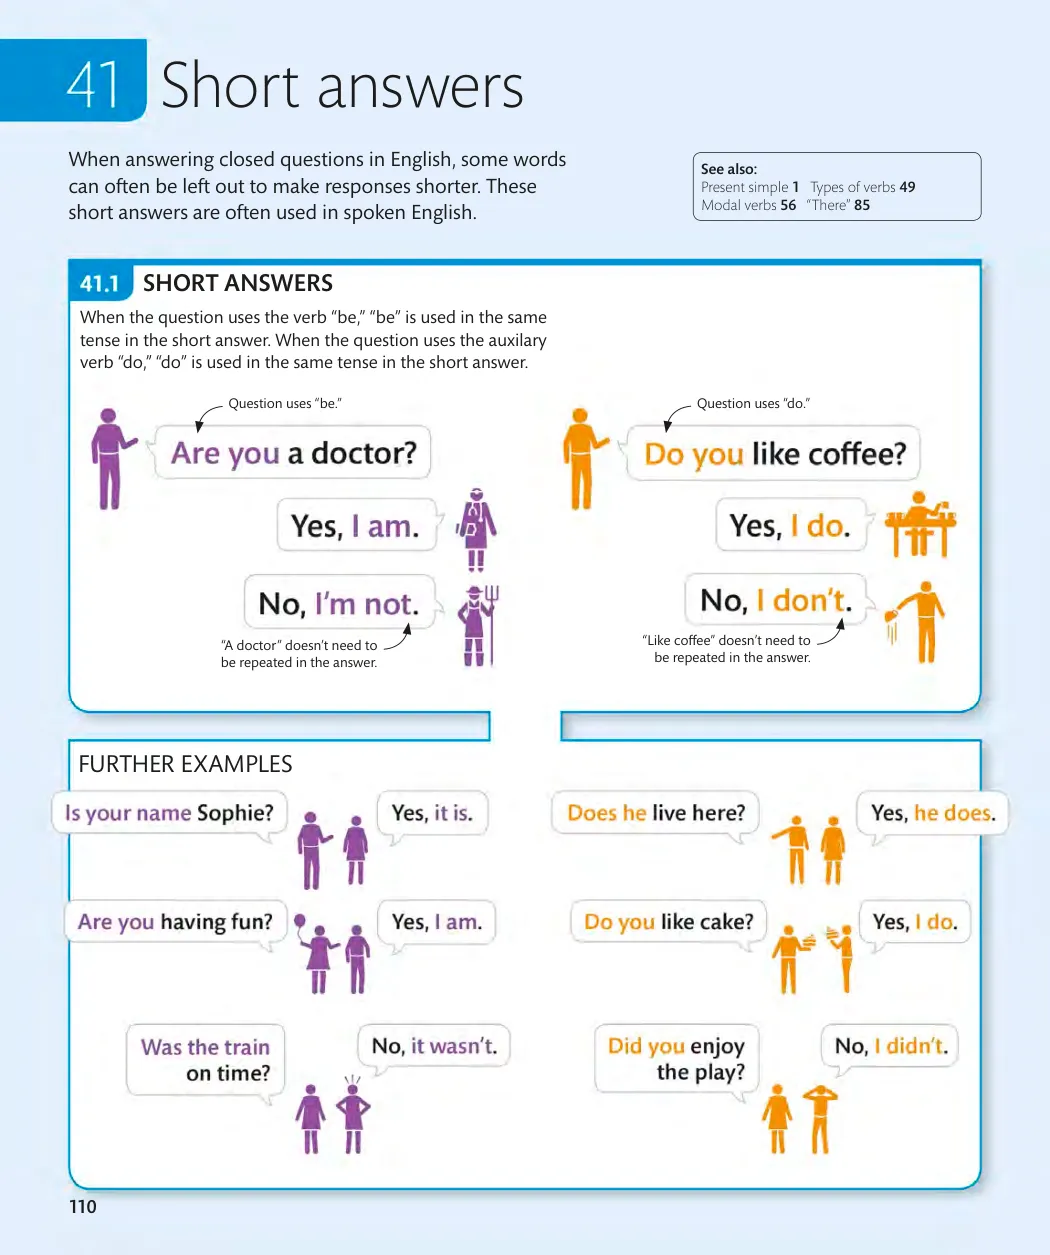 41 Short answers
When answering closed questions in English, some words
can often be left out to make responses shorter. These
short answers are often used in spoken English.
See also:
Present simple 1 Types of verbs 49
Modal verbs 56 “There” 85
41.1 SHORT ANSWERS
When the question uses the verb “be,” “be” is used in the same
tense in the short answer. When the question uses the auxilary
verb “do,” “do” is used in the same tense in the short answer.
Question uses “be.”
Are you a doctor?
Yes, I am.
No, I’m not.
“A doctor” doesn’t need to
be repeated in the answer.
Question uses “do.”
Do you like coffee?
Yes, I do.
No, I don’t.
“Like coffee” doesn’t need to
be repeated in the answer.
FURTHER EXAMPLES
Is your name Sophie?
Yes, it is.
Does he live here?
Yes, he does.
Are you having fun?
Yes, I am.
Do you like cake?
Yes, I do.
Was the train
on time?
No, it wasn’t.
Did you enjoy
the play?
No, I didn’t.
110